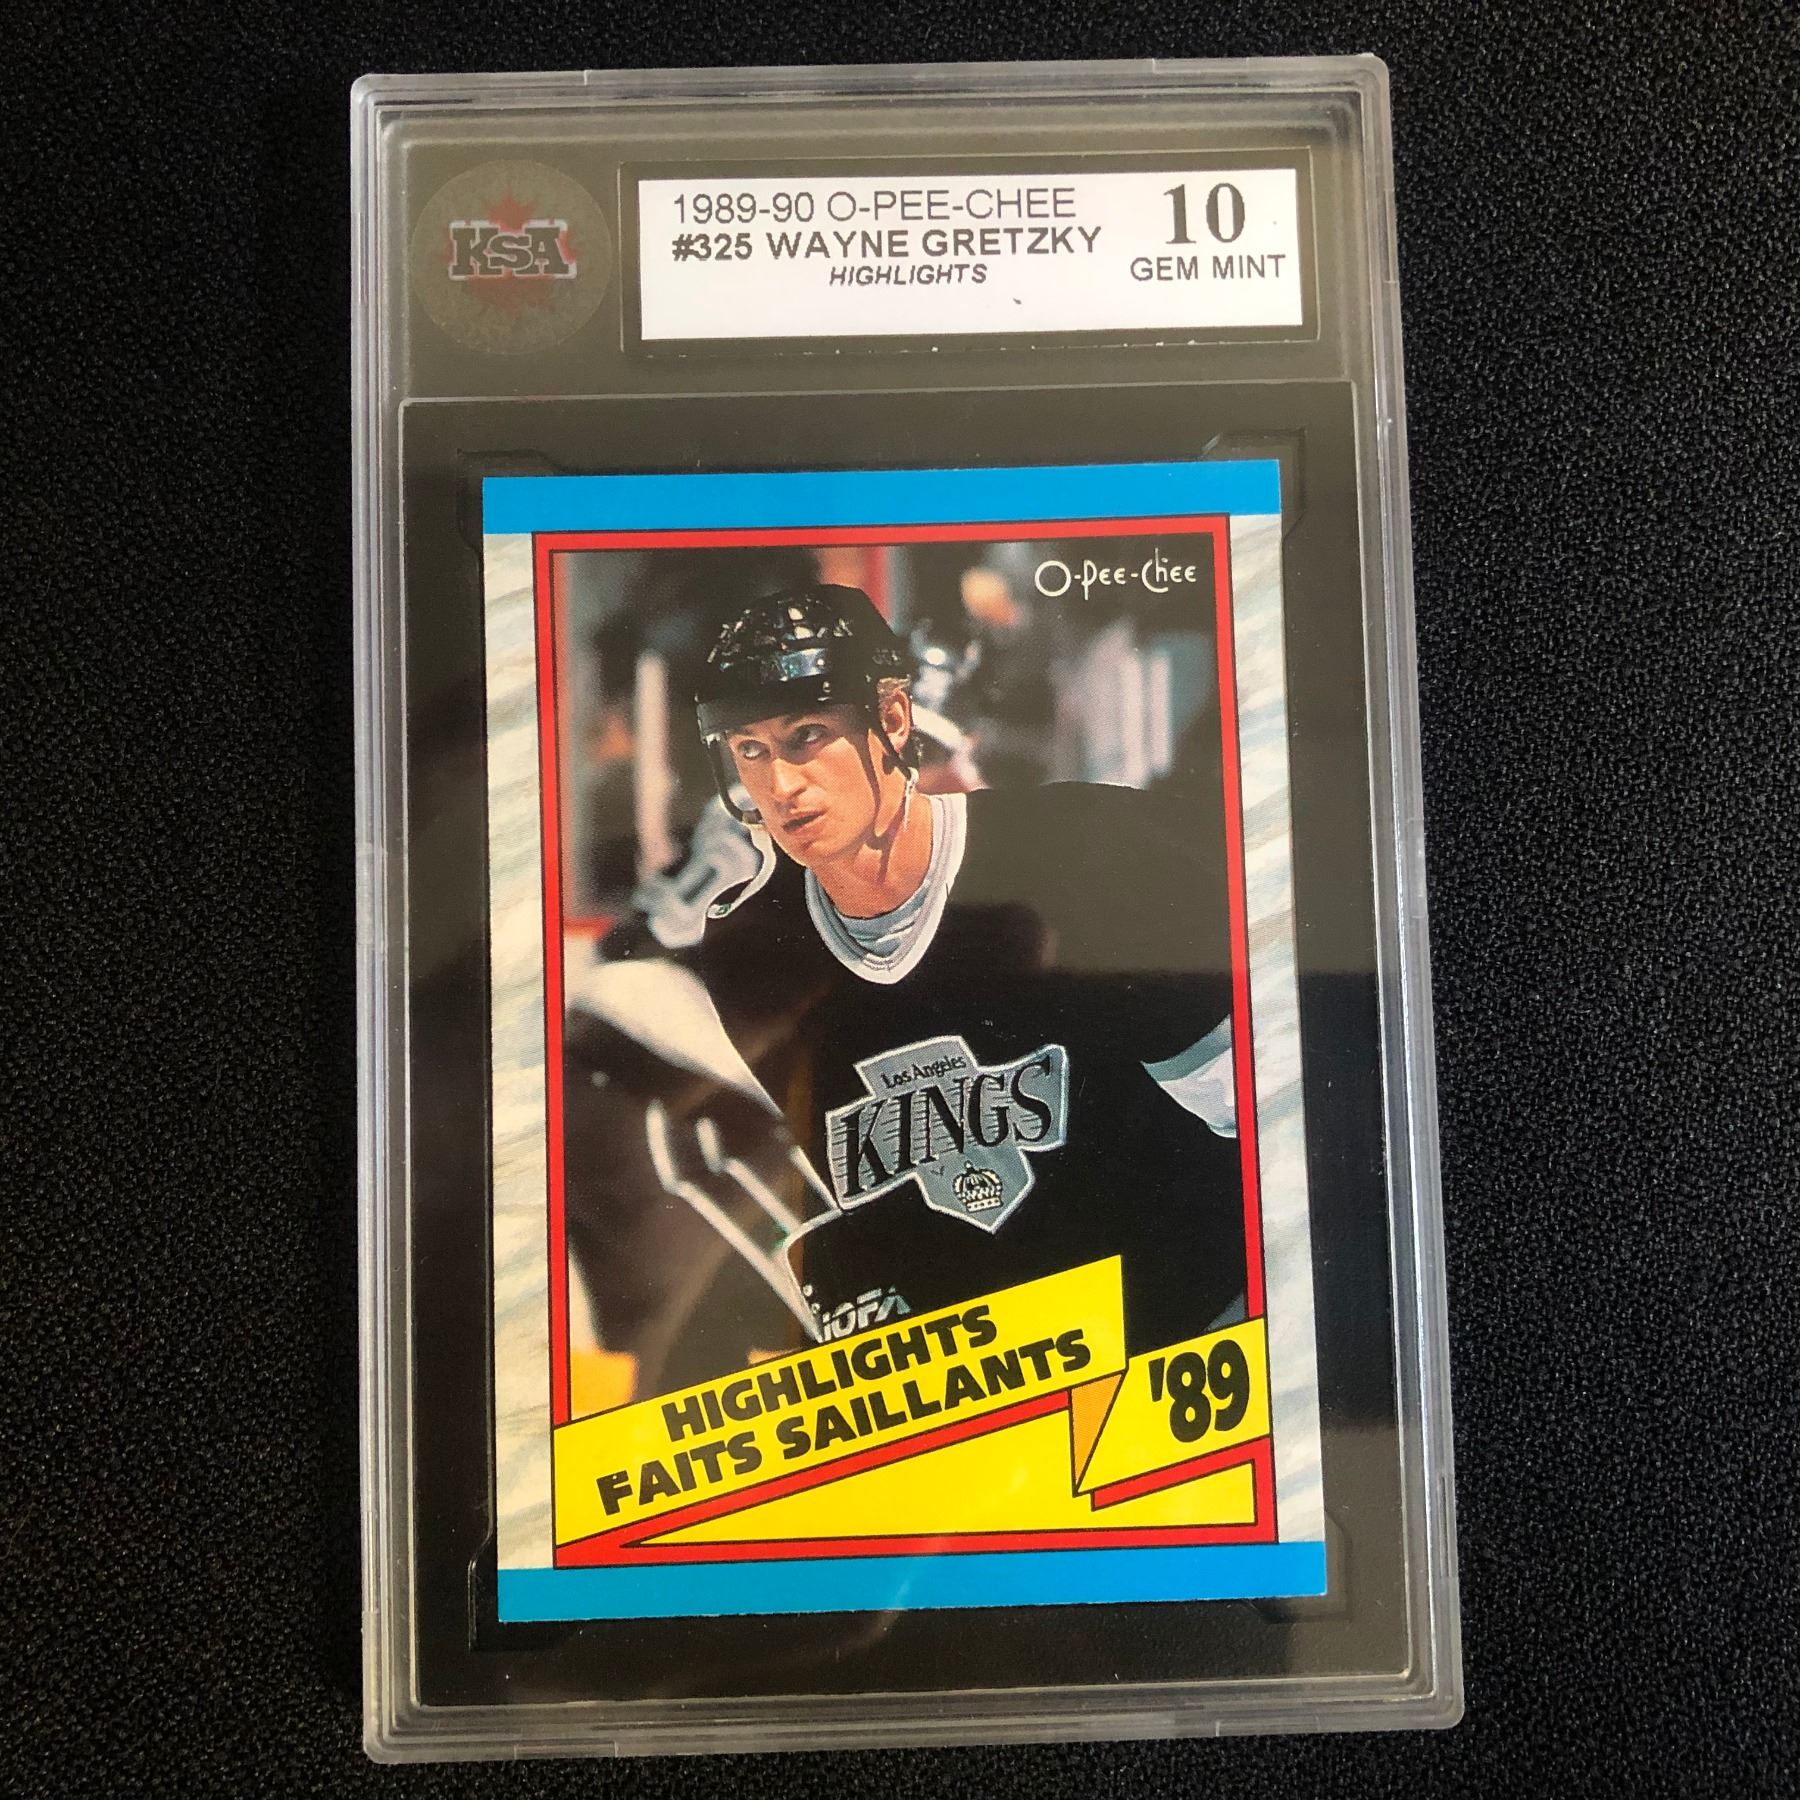 KSA
1989-90 O-PEE-CHEE
#325 WAYNE GRETZKY
HIGHLIGHTS
10
GEM MINT
O-Pee-Chee
Los Angeles
KINGS
HIGHLIGHTS
FAITS SAILLANTS
'89